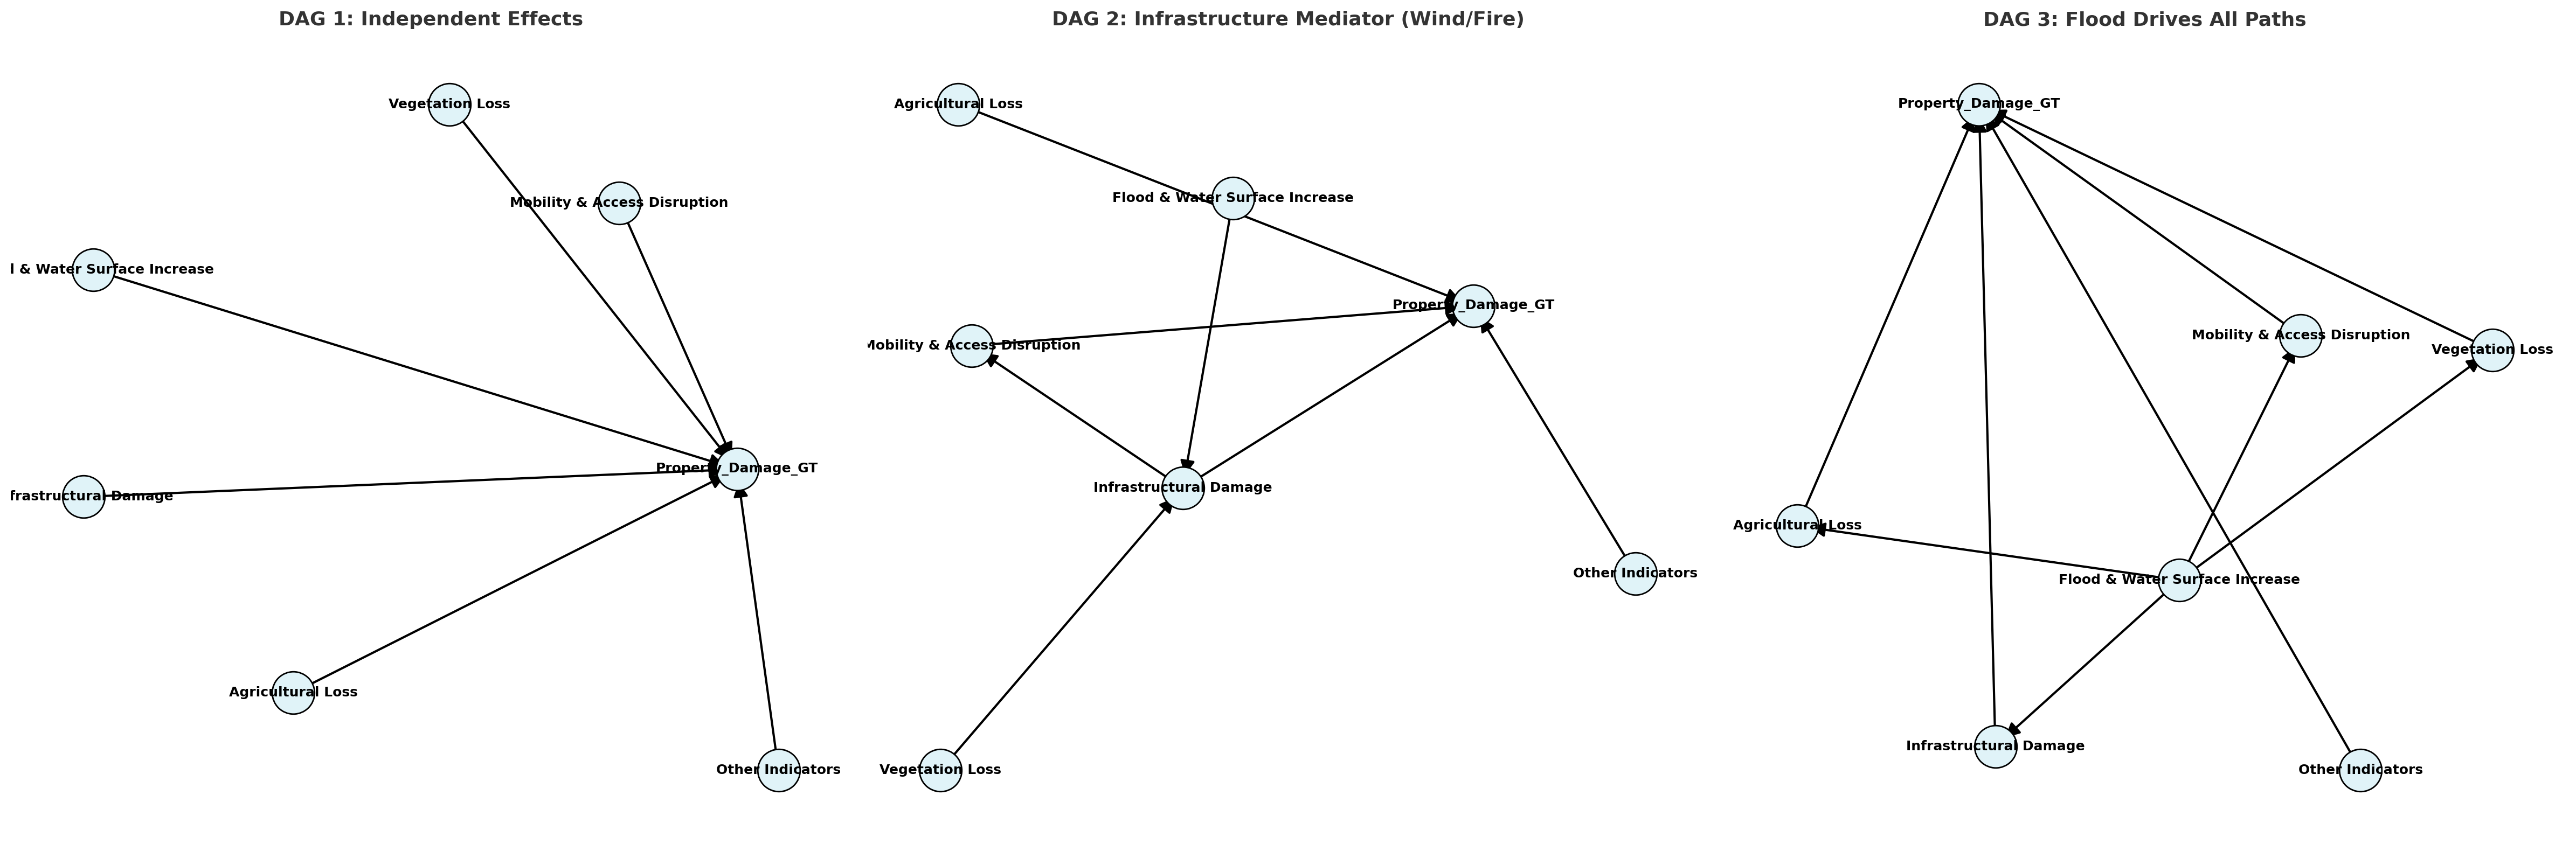 DAG 1: Independent Effects
Vegetation Loss
Mobility & Access Disruption
& Water Surface Increase
Property_Damage_GT
frastructural Damage
Agricultural Loss
Other Indicators
DAG 2: Infrastructure Mediator (Wind/Fire)
Agricultural Loss
Flood & Water Surface Increase
Property_Damage_GT
Mobility & Access Disruption
Infrastructural Damage
Other Indicators
Vegetation Loss
DAG 3: Flood Drives All Paths
Property_Damage_GT
Mobility & Access Disruption
Vegetation Loss
Agricultural Loss
Flood & Water Surface Increase
Infrastructural Damage
Other Indicators